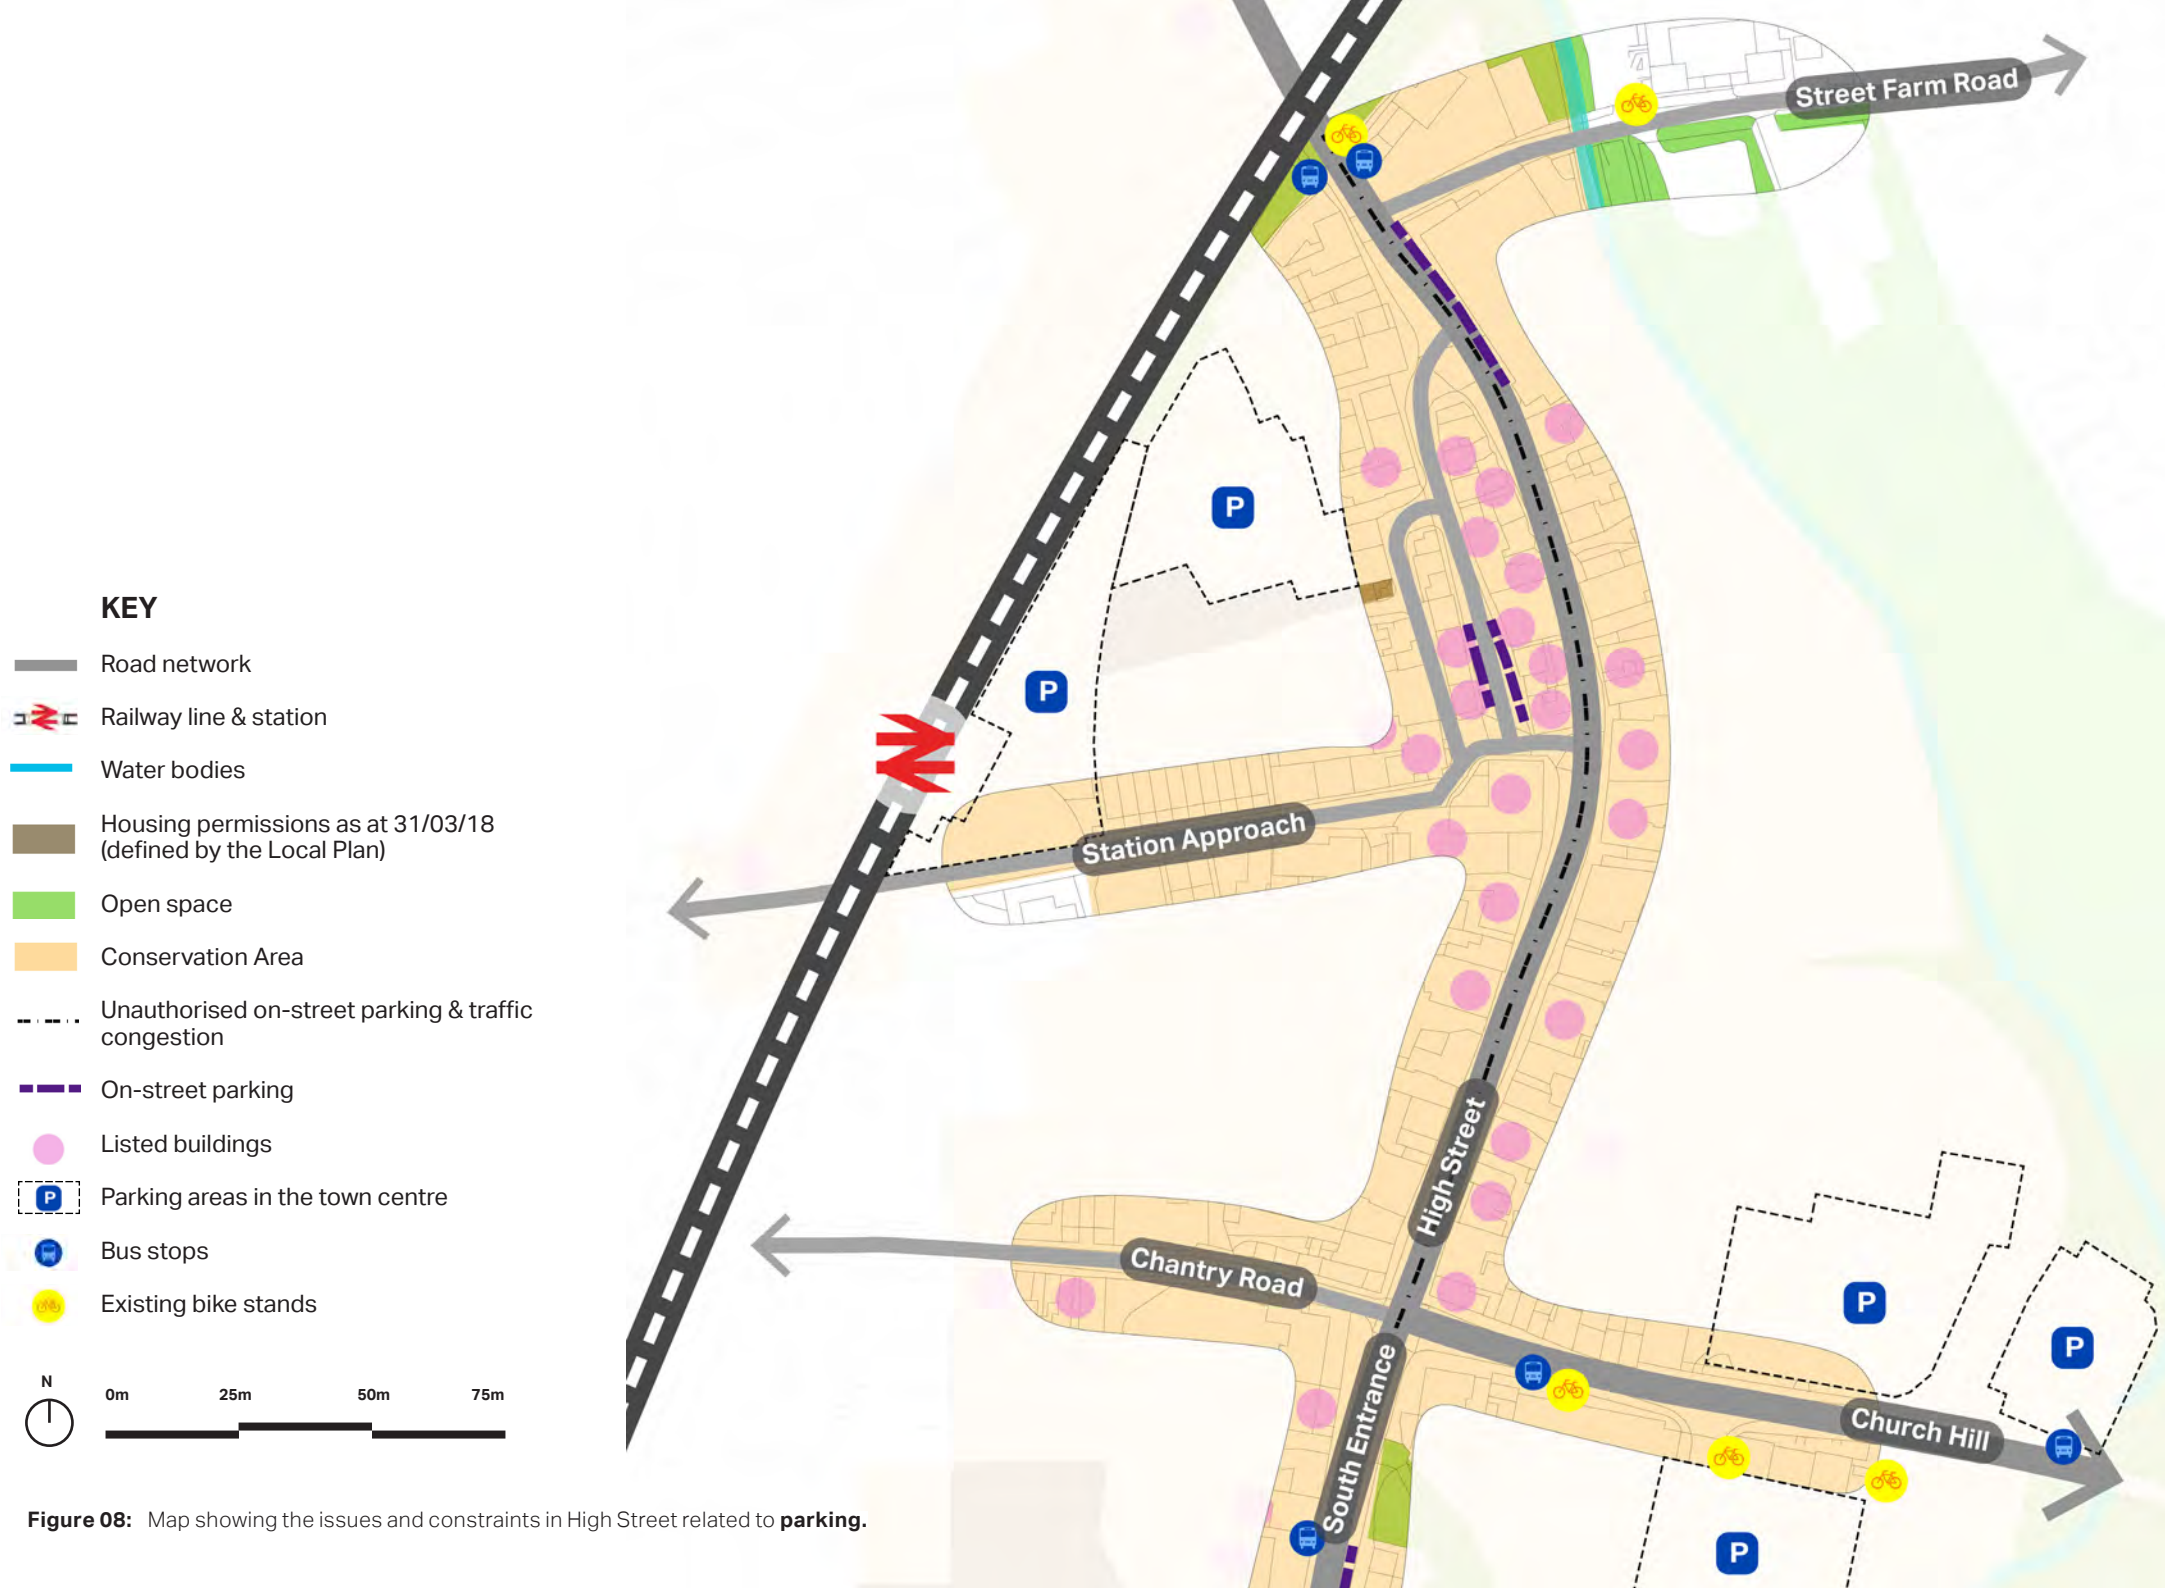 KEY
Road network
Railway line & station
Water bodies
Housing permissions as at 31/03/18
(defined by the Local Plan)
Open space
Conservation Area
Unauthorised on-street parking & traffic
congestion
On-street parking
Listed buildings
P
Parking areas in the town centre
Bus stops
Existing bike stands
N
0m 25m 50m 75m
Figure 08: Map showing the issues and constraints in High Street related to parking.
Street Farm Road
P
P
Station Approach
High Street
Chantry Road
P
P
South Entrance
Church Hill
P